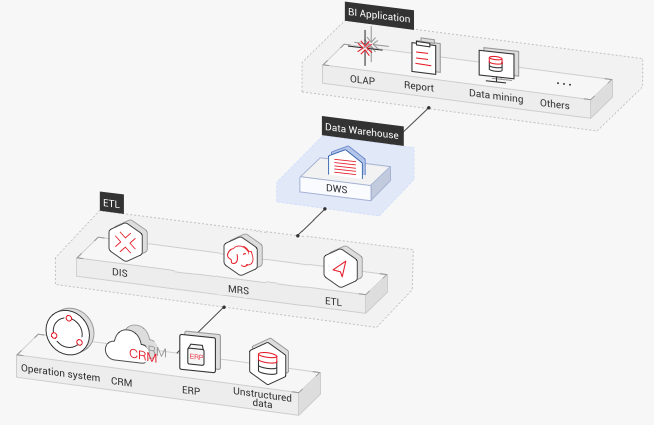 BI Application
OLAP
Report
Data mining
Others
Data Warehouse
DWS
ETL
DIS
MRS
ETL
CRM
RM
ERP
Operation system
CRM
ERP
Unstructured
data